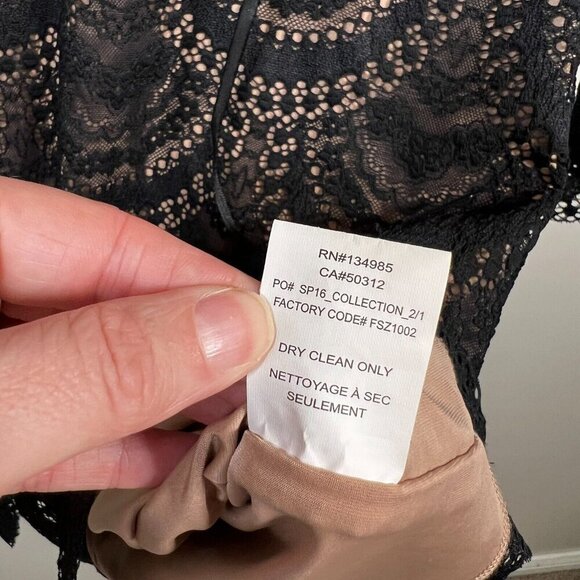 RN#134985
CA#50312
PO# SP16_COLLECTION_2/1
FACTORY CODE# FSZ1002
DRY CLEAN ONLY
NETTOYAGE À SEC
SEULEMENT